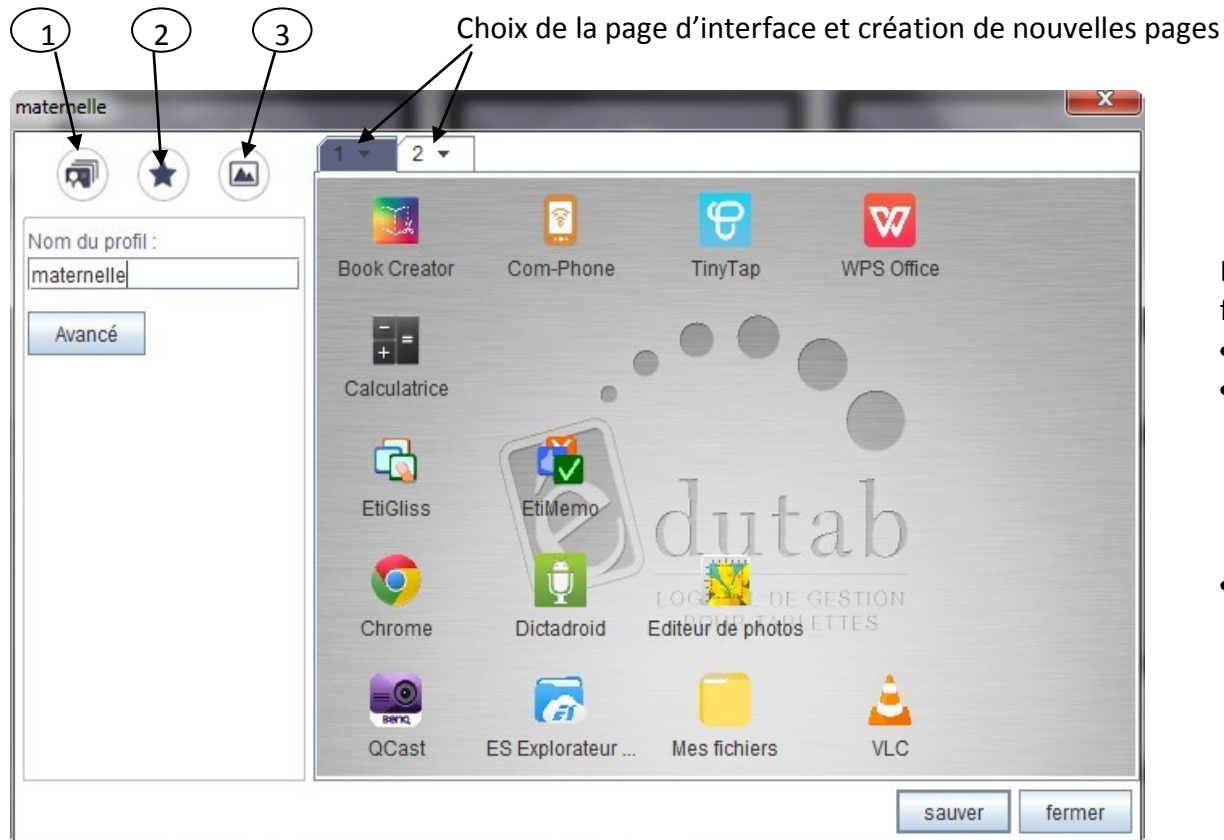 1 2 3 Choix de la page d’interface et création de nouvelles pages
maternelle
X
1 2
Nom du profil :
maternelle
Avancé
Book Creator Com-Phone TinyTap WPS Office
Calculatrice
EtiGliss EtiMemo
édutab
LOGICIEL DE GESTION
POUR TABLETTES
Chrome Dictadroid Editeur de photos
BenQ
QCast ES Explorateur ... Mes fichiers VLC
sauver fermer